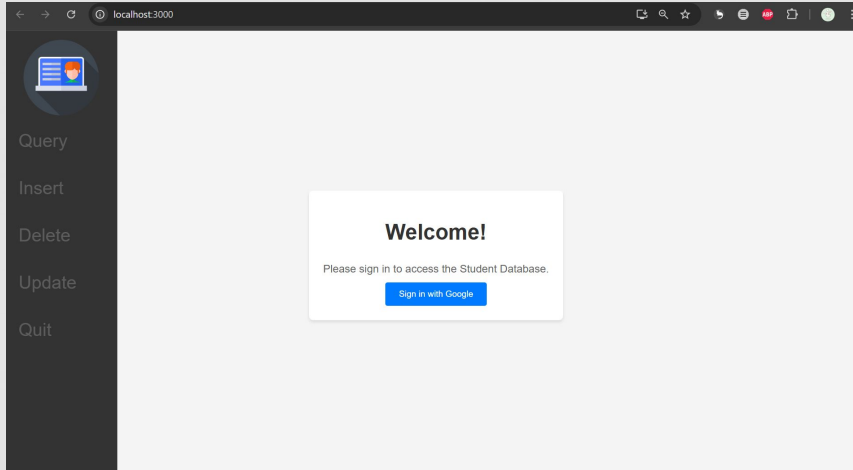 localhost:3000
ABP
Query
Insert
Delete
Update
Quit
Welcome!
Please sign in to access the Student Database.
Sign in with Google